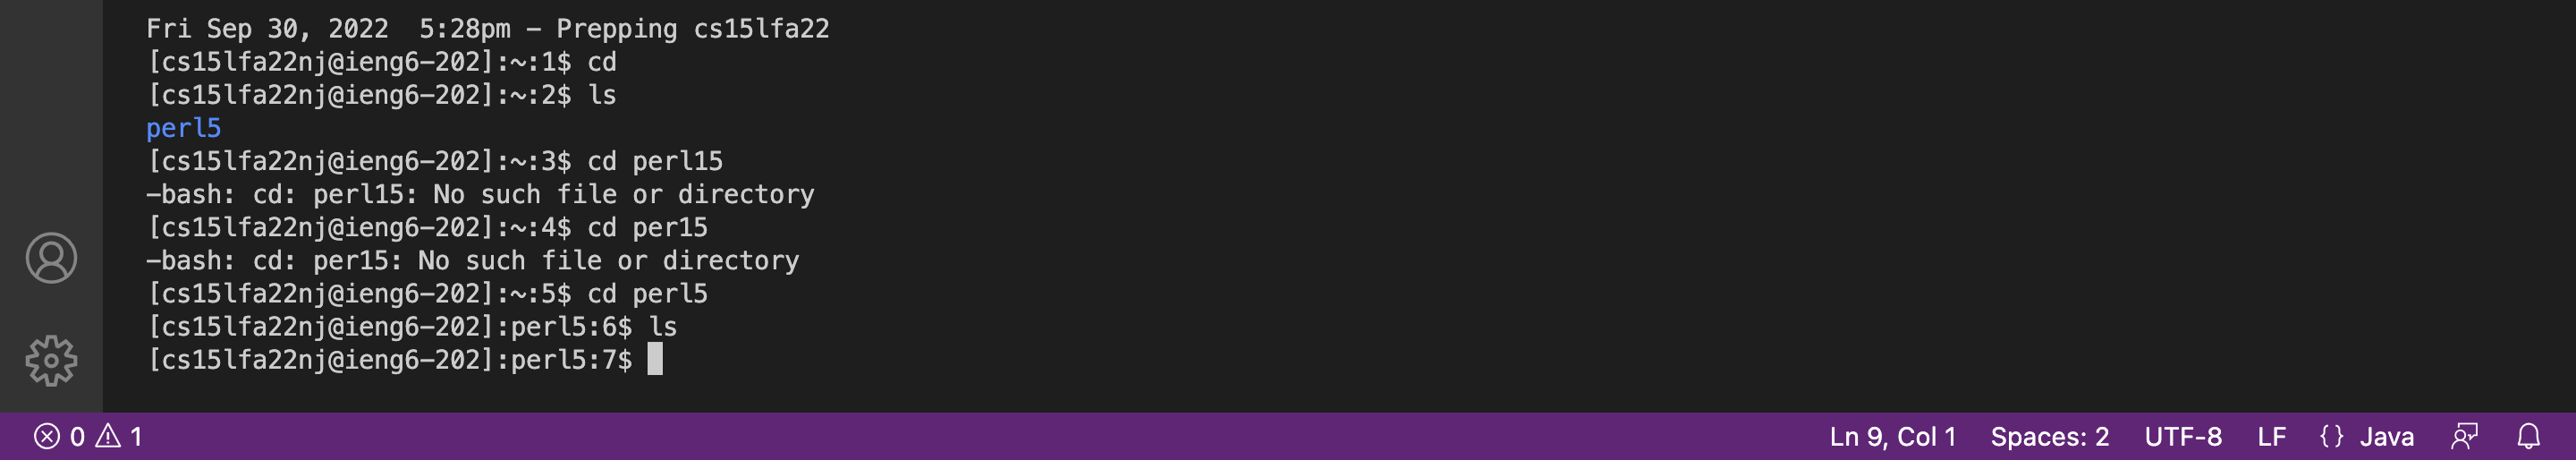 Fri Sep 30, 2022  5:28pm - Prepping cs15lfa22
[cs15lfa22nj@ieng6-202]:~:1$ cd
[cs15lfa22nj@ieng6-202]:~:2$ ls
perl5
[cs15lfa22nj@ieng6-202]:~:3$ cd perl15
-bash: cd: perl15: No such file or directory
[cs15lfa22nj@ieng6-202]:~:4$ cd per15
-bash: cd: per15: No such file or directory
[cs15lfa22nj@ieng6-202]:~:5$ cd perl5
[cs15lfa22nj@ieng6-202]:perl5:6$ ls
[cs15lfa22nj@ieng6-202]:perl5:7$
0 1 Ln 9, Col 1 Spaces: 2 UTF-8 LF {} Java